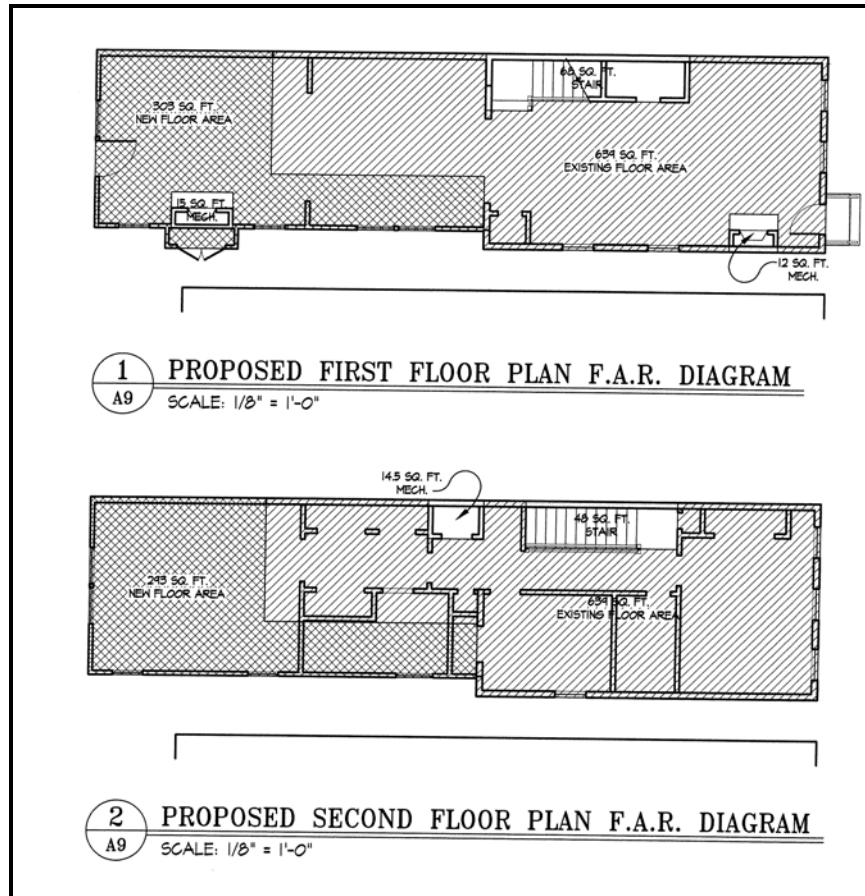 68 SQ. FT.
STAIR
303 SQ. FT.
NEW FLOOR AREA
659 SQ. FT.
EXISTING FLOOR AREA
15 SQ. FT.
MECH.
12 SQ. FT.
MECH.
1
A9
PROPOSED FIRST FLOOR PLAN F.A.R. DIAGRAM
SCALE: 1/8" = 1'-0"
14.5 SQ. FT.
MECH.
48 SQ. FT.
STAIR
293 SQ. FT.
NEW FLOOR AREA
639 SQ. FT.
EXISTING FLOOR AREA
2
A9
PROPOSED SECOND FLOOR PLAN F.A.R. DIAGRAM
SCALE: 1/8" = 1'-0"